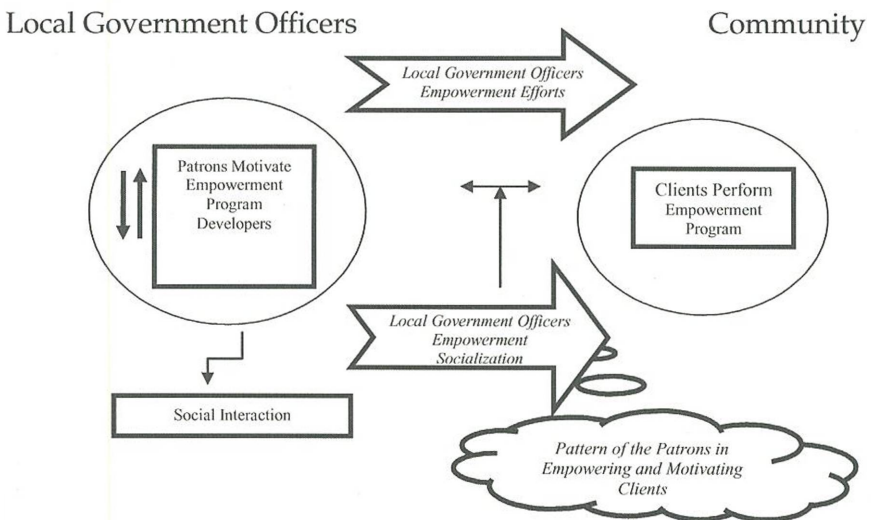 Local Government Officers
Community
Local Government Officers
Empowerment Efforts
Patrons Motivate
Empowerment
Program
Developers
Clients Perform
Empowerment
Program
Local Government Officers
Empowerment
Socialization
Social Interaction
Pattern of the Patrons in
Empowering and Motivating
Clients